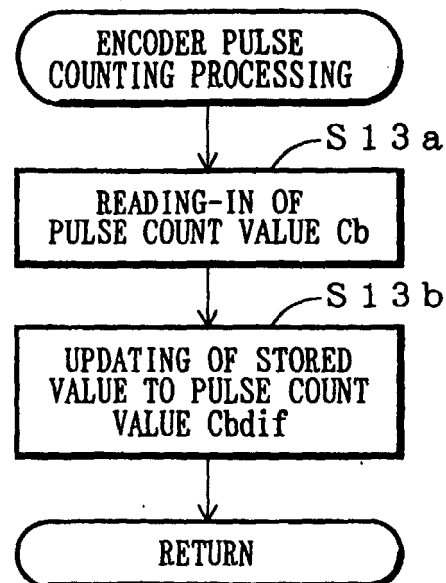 ENCODER PULSE
COUNTING PROCESSING
S13a
READING-IN OF
PULSE COUNT VALUE Cb
S13b
UPDATING OF STORED
VALUE TO PULSE COUNT
VALUE Cbdif
RETURN